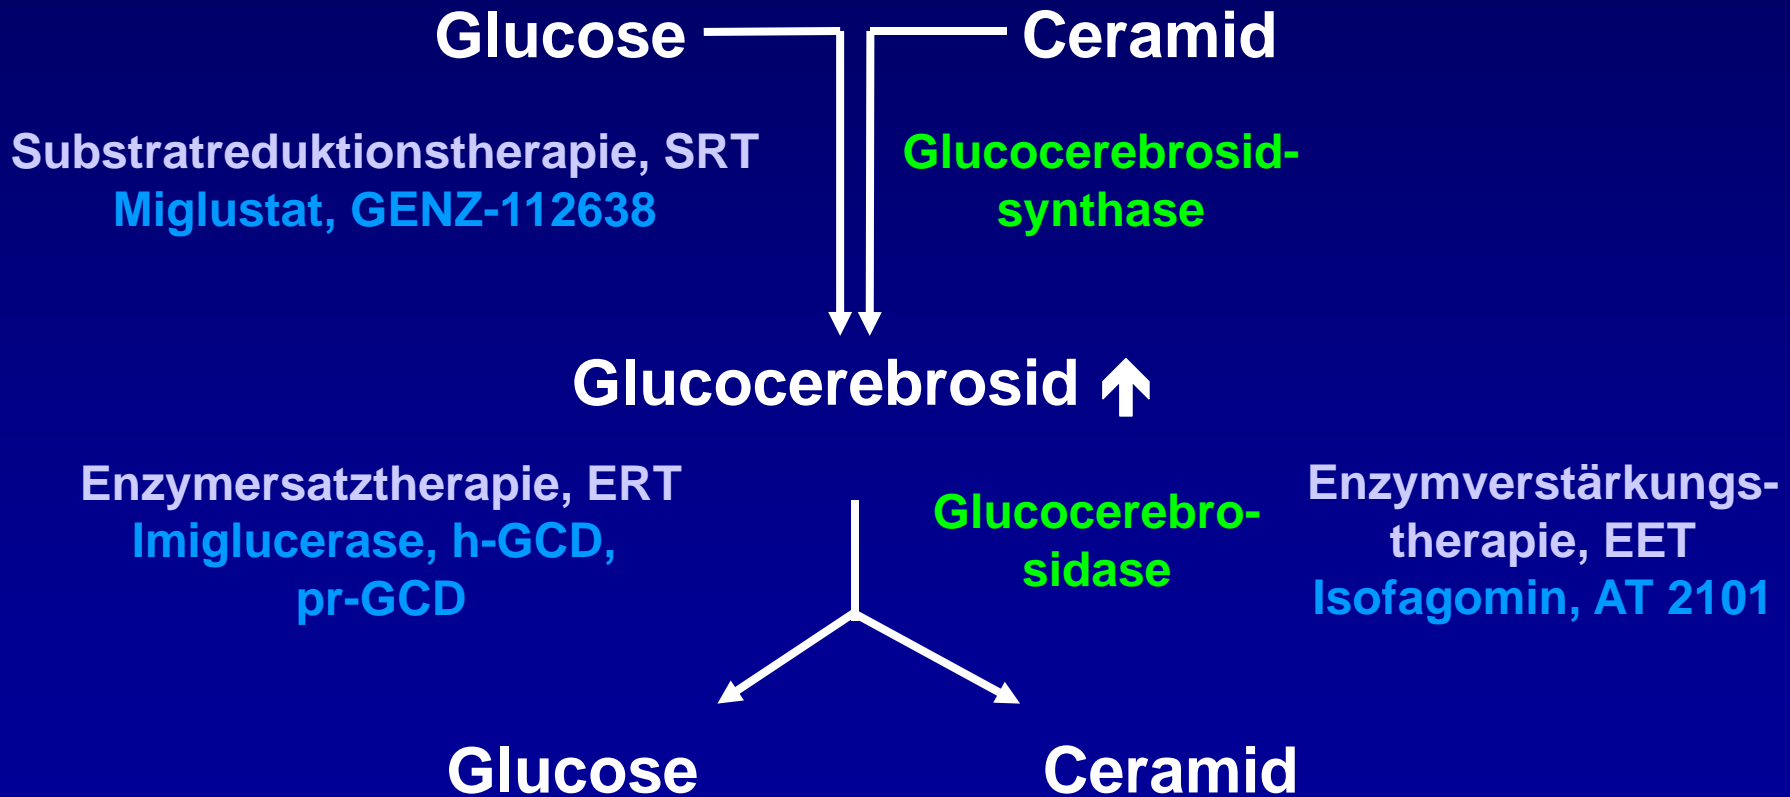 Glucose
Ceramid
Substratreduktionstherapie, SRT
Miglustat, GENZ-112638
Glucocerebrosid-
synthase
Glucocerebrosid
Enzymersatztherapie, ERT
Imiglucerase, h-GCD,
pr-GCD
Glucocerebro-
sidase
Enzymverstärkungs-
therapie, EET
Isofagomin, AT 2101
Glucose
Ceramid